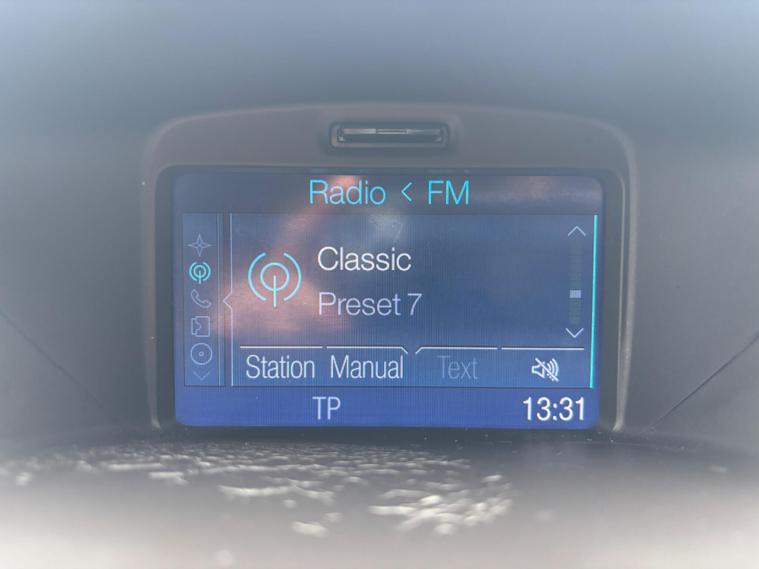 Radio < FM
Classic
Preset 7
Station Manual Text
TP 13:31